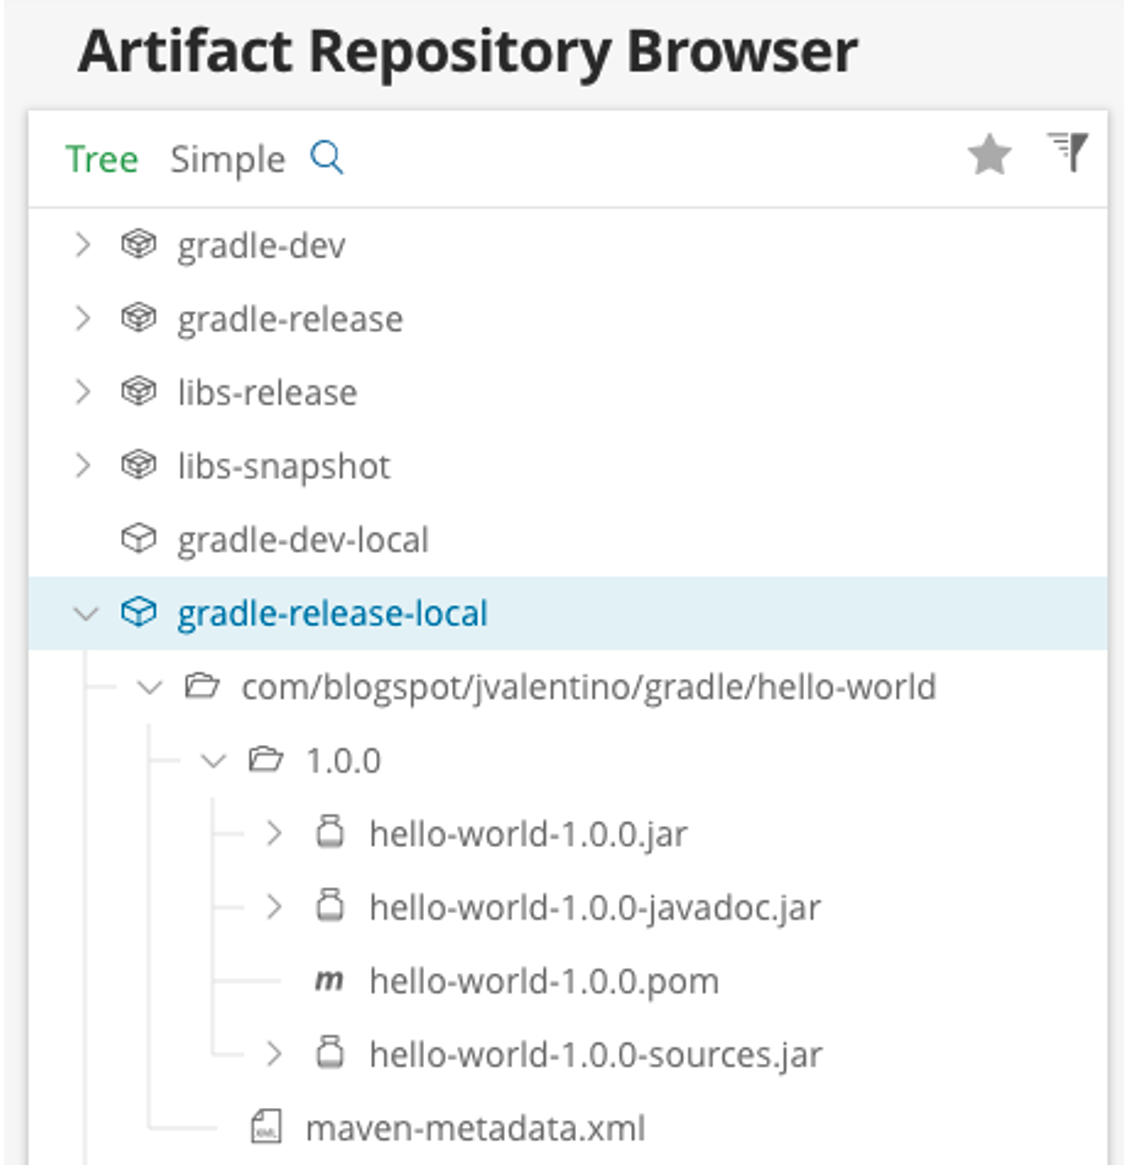 Artifact Repository Browser
Tree Simple
gradle-dev
gradle-release
libs-release
libs-snapshot
gradle-dev-local
gradle-release-local
com/blogspot/jvalentino/gradle/hello-world
1.0.0
hello-world-1.0.0.jar
hello-world-1.0.0-javadoc.jar
m hello-world-1.0.0.pom
hello-world-1.0.0-sources.jar
XML maven-metadata.xml